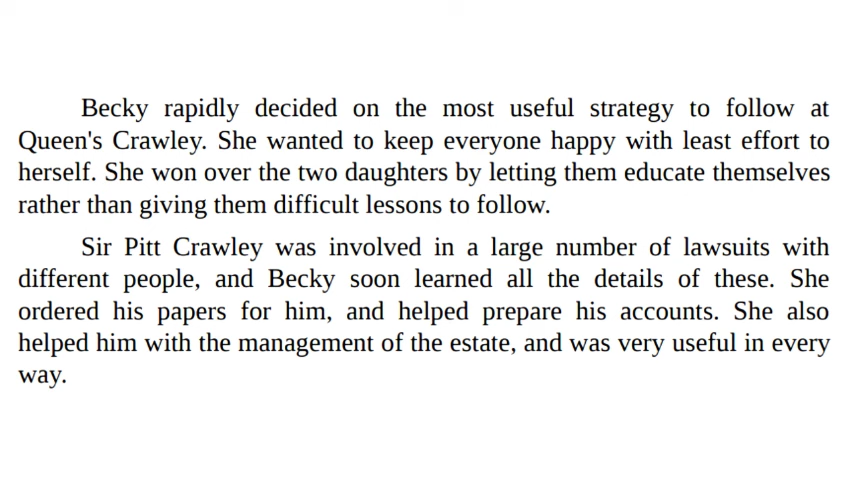 Becky rapidly decided on the most useful strategy to follow at
Queen's Crawley. She wanted to keep everyone happy with least effort to
herself. She won over the two daughters by letting them educate themselves
rather than giving them difficult lessons to follow.
Sir Pitt Crawley was involved in a large number of lawsuits with
different people, and Becky soon learned all the details of these. She
ordered his papers for him, and helped prepare his accounts. She also
helped him with the management of the estate, and was very useful in every
way.